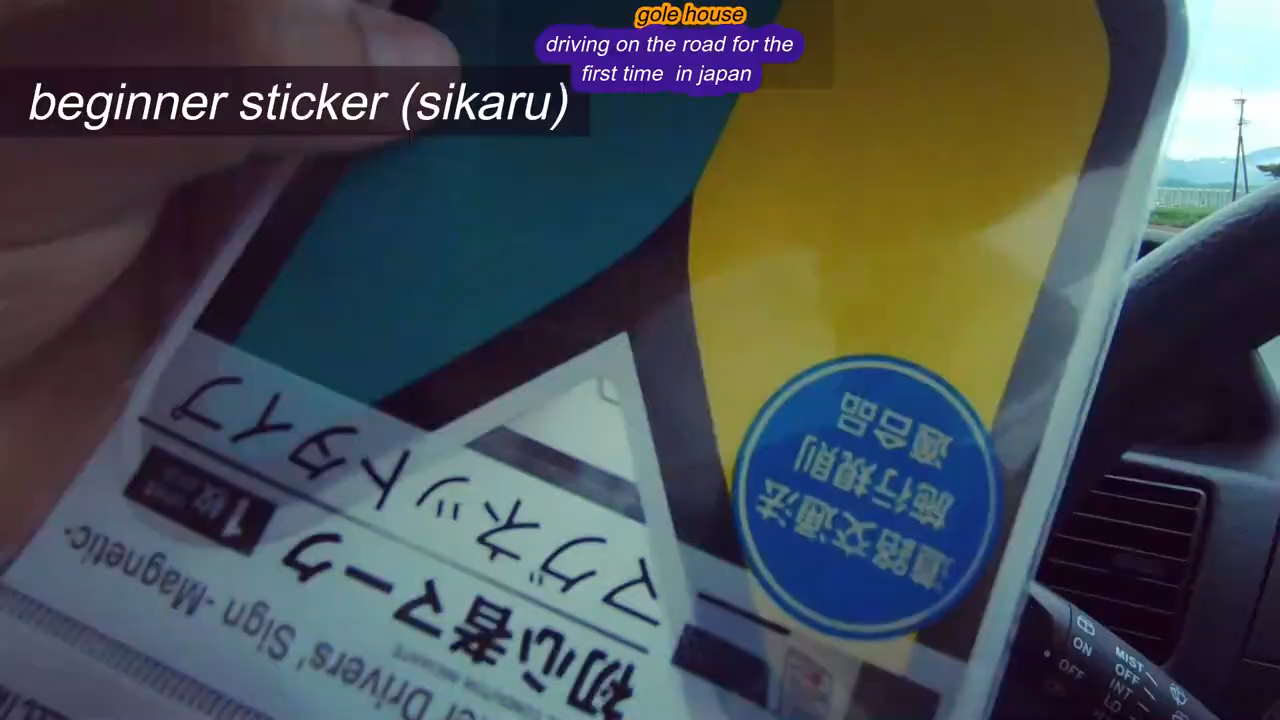 gole house
driving on the road for the
first time in japan
beginner sticker (sikaru)
道路交通法
施行規則
適合品
マグネットタイプ
初心者マーク
1枚
Drivers' Sign -Magnetic-
MIST
OFF
INT
LO
ON
OFF